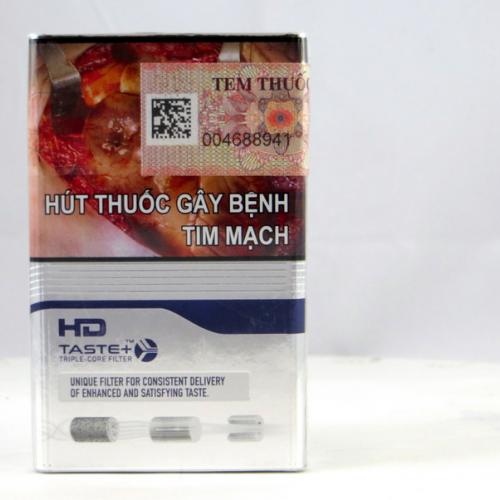 TEM THUỐ
004688941
HÚT THUỐC GÂY BỆNH
TIM MẠCH
HD
TASTE+™
TRIPLE-CORE FILTER
UNIQUE FILTER FOR CONSISTENT DELIVERY
OF ENHANCED AND SATISFYING TASTE.